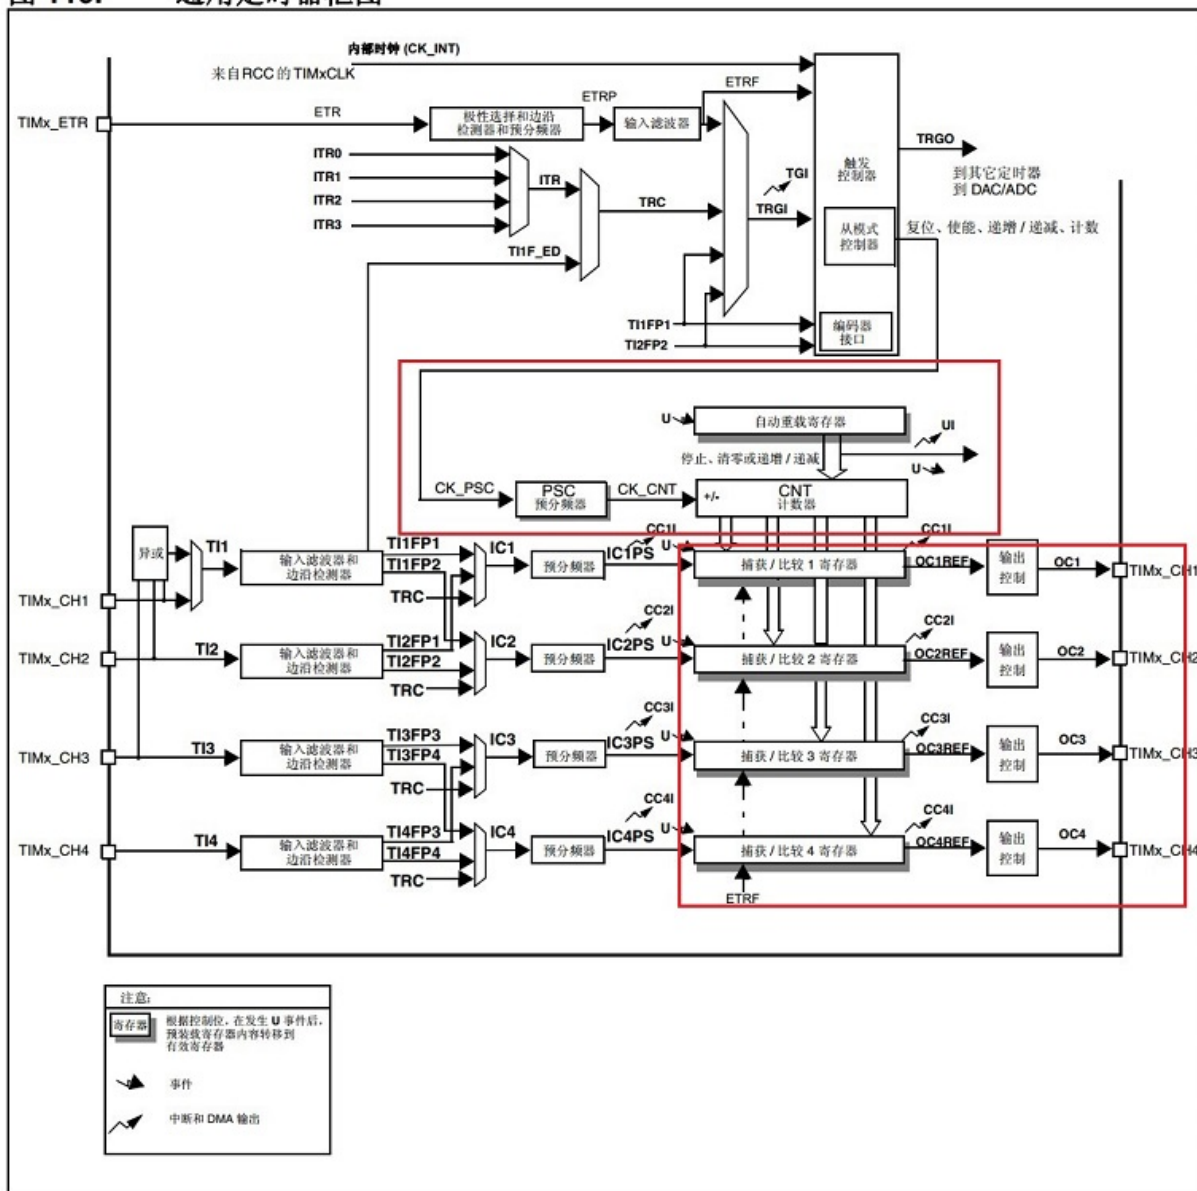 内部时钟 (CK_INT)
来自RCC 的 TIMxCLK
ETRF
ETRP
ETR
TIMx_ETR
极性选择和边沿
检测器和预分频器
输入滤波器
ITR0
ITR1
ITR2
ITR3
ITR
TRC
TI1F_ED
TGI
TRGI
触发
控制器
TRGO
到其它定时器
到 DAC/ADC
从模式
控制器
复位、使能、递增 / 递减、计数
TI1FP1
TI2FP2
编码器
接口
U
自动重载寄存器
UI
停止、清零或递增 / 递减
U
CK_PSC
PSC
预分频器
CK_CNT
+/-
CNT
计数器
异或
TI1
输入滤波器和
边沿检测器
TI1FP1
TI1FP2
TRC
IC1
预分频器
IC1PS
CC1I
U
捕获 / 比较 1 寄存器
CC1I
OC1REF
输出
控制
OC1
TIMx_CH1
TIMx_CH1
TIMx_CH2
TI2
输入滤波器和
边沿检测器
TI2FP1
TI2FP2
TRC
IC2
预分频器
IC2PS
CC2I
U
捕获 / 比较 2 寄存器
CC2I
OC2REF
输出
控制
OC2
TIMx_CH2
TIMx_CH3
TI3
输入滤波器和
边沿检测器
TI3FP3
TI3FP4
TRC
IC3
预分频器
IC3PS
CC3I
U
捕获 / 比较 3 寄存器
CC3I
OC3REF
输出
控制
OC3
TIMx_CH3
TIMx_CH4
TI4
输入滤波器和
边沿检测器
TI4FP3
TI4FP4
TRC
IC4
预分频器
IC4PS
CC4I
U
捕获 / 比较 4 寄存器
CC4I
OC4REF
输出
控制
OC4
TIMx_CH4
ETRF
注意:
寄存器
根据控制位，在发生 U 事件后，
预装载寄存器内容转移到
有效寄存器
事件
中断和 DMA 输出